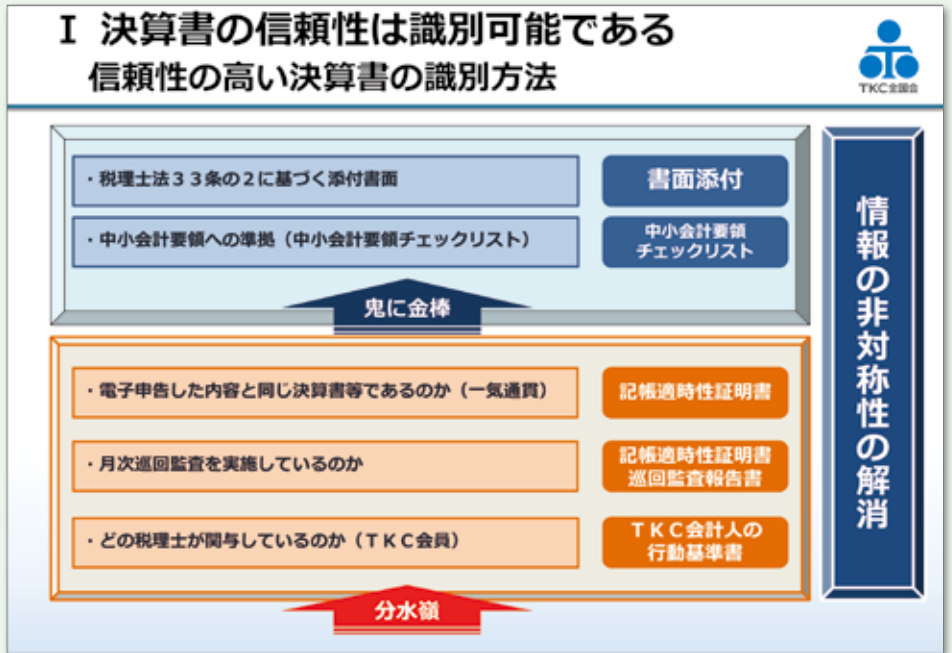 Ⅰ 決算書の信頼性は識別可能である
信頼性の高い決算書の識別方法
TKC全国会
・税理士法33条の2に基づく添付書面
書面添付
・中小会計要領への準拠（中小会計要領チェックリスト）
中小会計要領
チェックリスト
鬼に金棒
・電子申告した内容と同じ決算書等であるのか（一気通貫）
記帳適時性証明書
・月次巡回監査を実施しているのか
記帳適時性証明書
巡回監査報告書
・どの税理士が関与しているのか（ＴＫＣ会員）
ＴＫＣ会計人の
行動基準書
分水嶺
情報の非対称性の解消